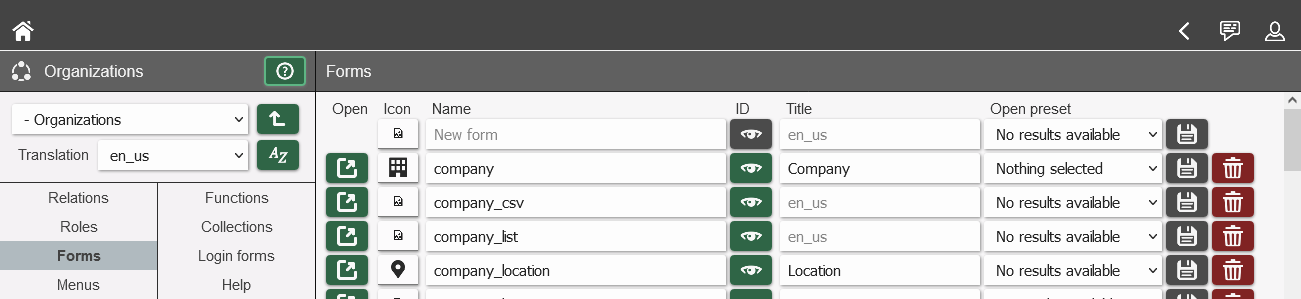 Organizations
Forms
- Organizations
Translation en_us
AZ
Relations Functions
Roles Collections
Forms Login forms
Menus Help
Open Icon Name ID Title Open preset
New form en_us No results available
company Company Nothing selected
company_csv en_us No results available
company_list en_us No results available
company_location Location No results available